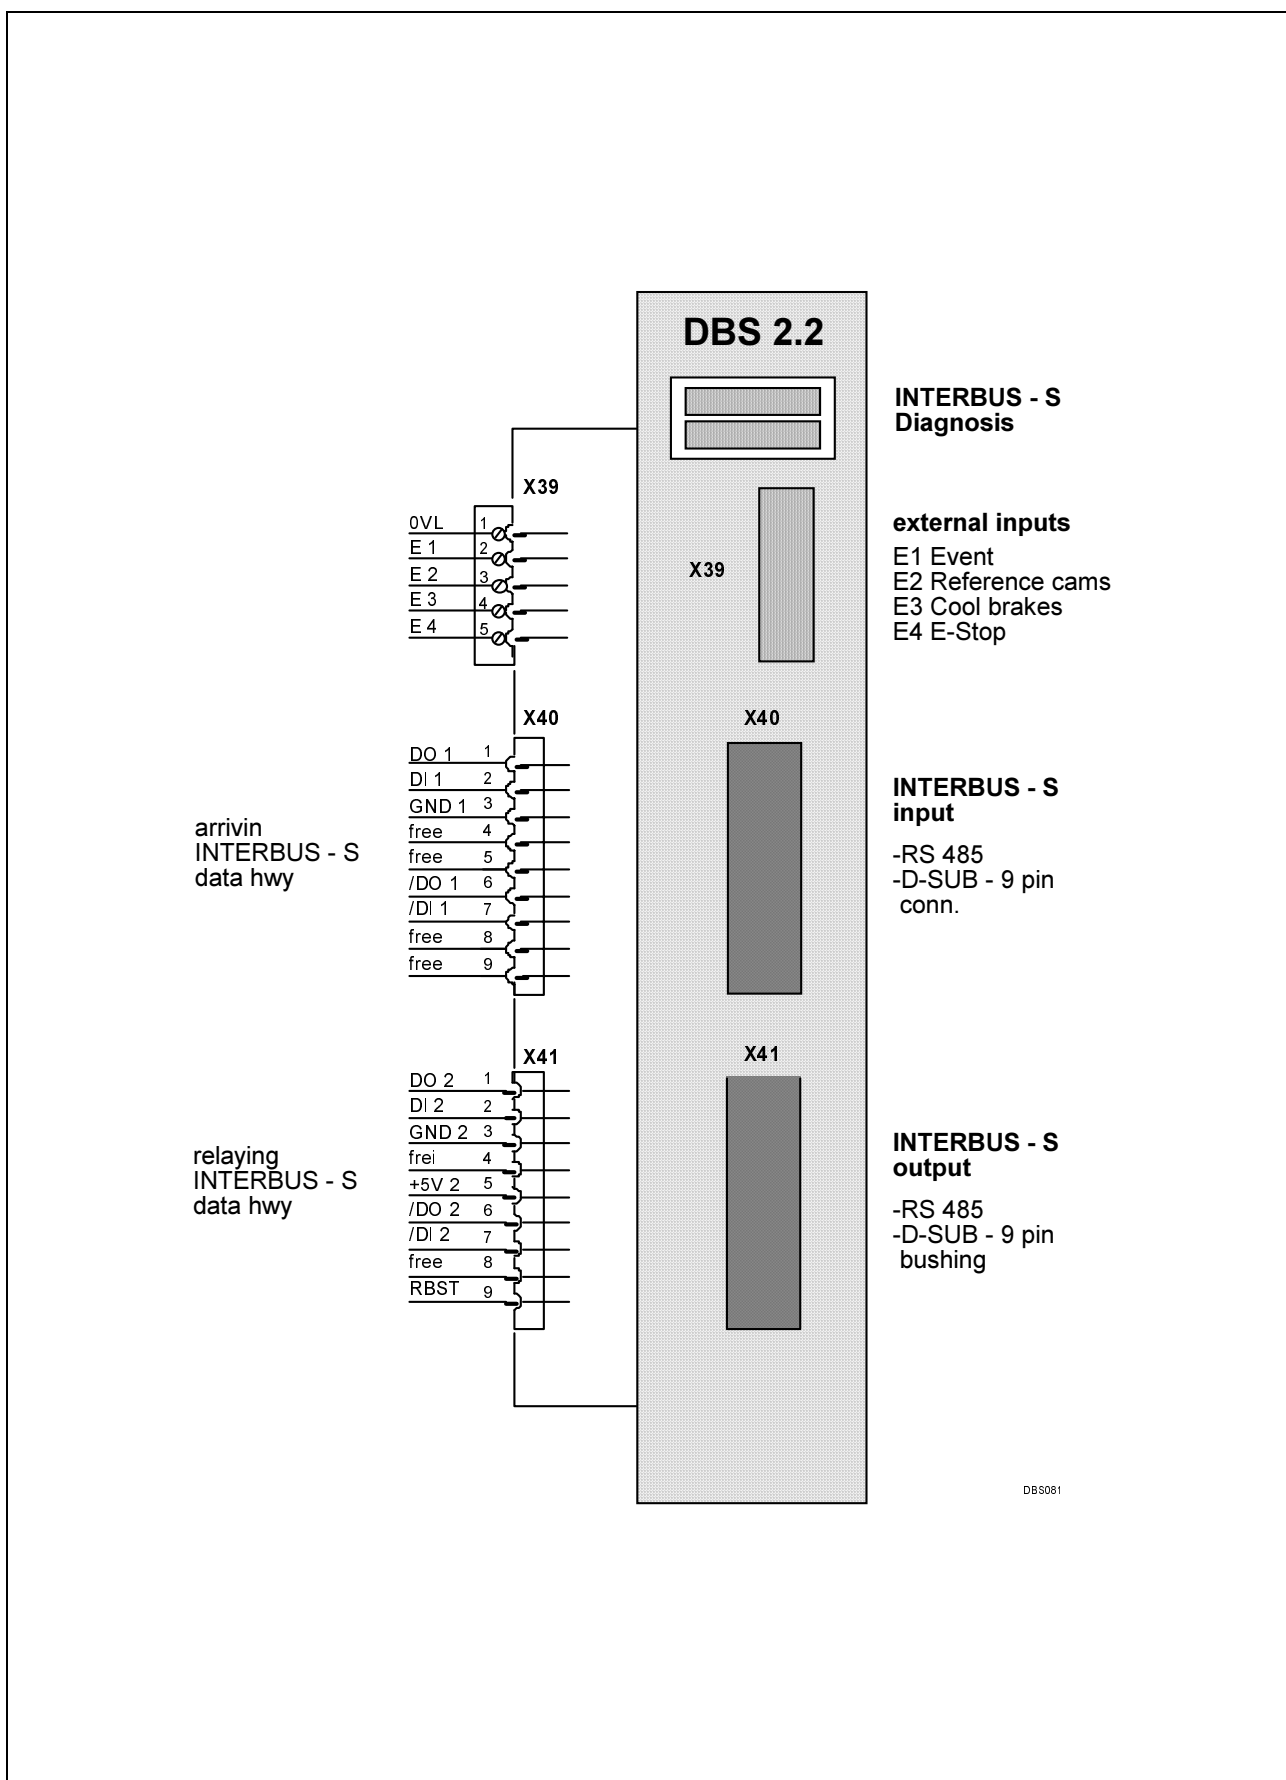 DBS 2.2
INTERBUS - S
Diagnosis
X39
0VL 1
E 1 2
E 2 3
E 3 4
E 4 5
X39
external inputs
E1 Event
E2 Reference cams
E3 Cool brakes
E4 E-Stop
X40
DO 1 1
DI 1 2
GND 1 3
free 4
free 5
/DO 1 6
/DI 1 7
free 8
free 9
arrivin
INTERBUS - S
data hwy
X40
INTERBUS - S
input
-RS 485
-D-SUB - 9 pin
conn.
X41
DO 2 1
DI 2 2
GND 2 3
frei 4
+5V 2 5
/DO 2 6
/DI 2 7
free 8
RBST 9
relaying
INTERBUS - S
data hwy
X41
INTERBUS - S
output
-RS 485
-D-SUB - 9 pin
bushing
DBS081